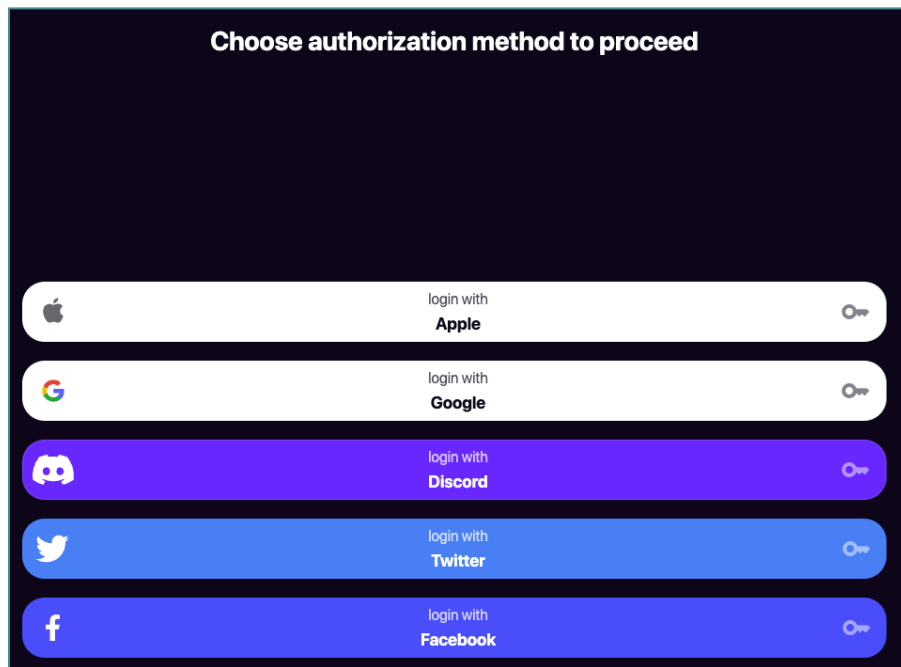 Choose authorization method to proceed
login with
Apple
login with
Google
login with
Discord
login with
Twitter
login with
Facebook